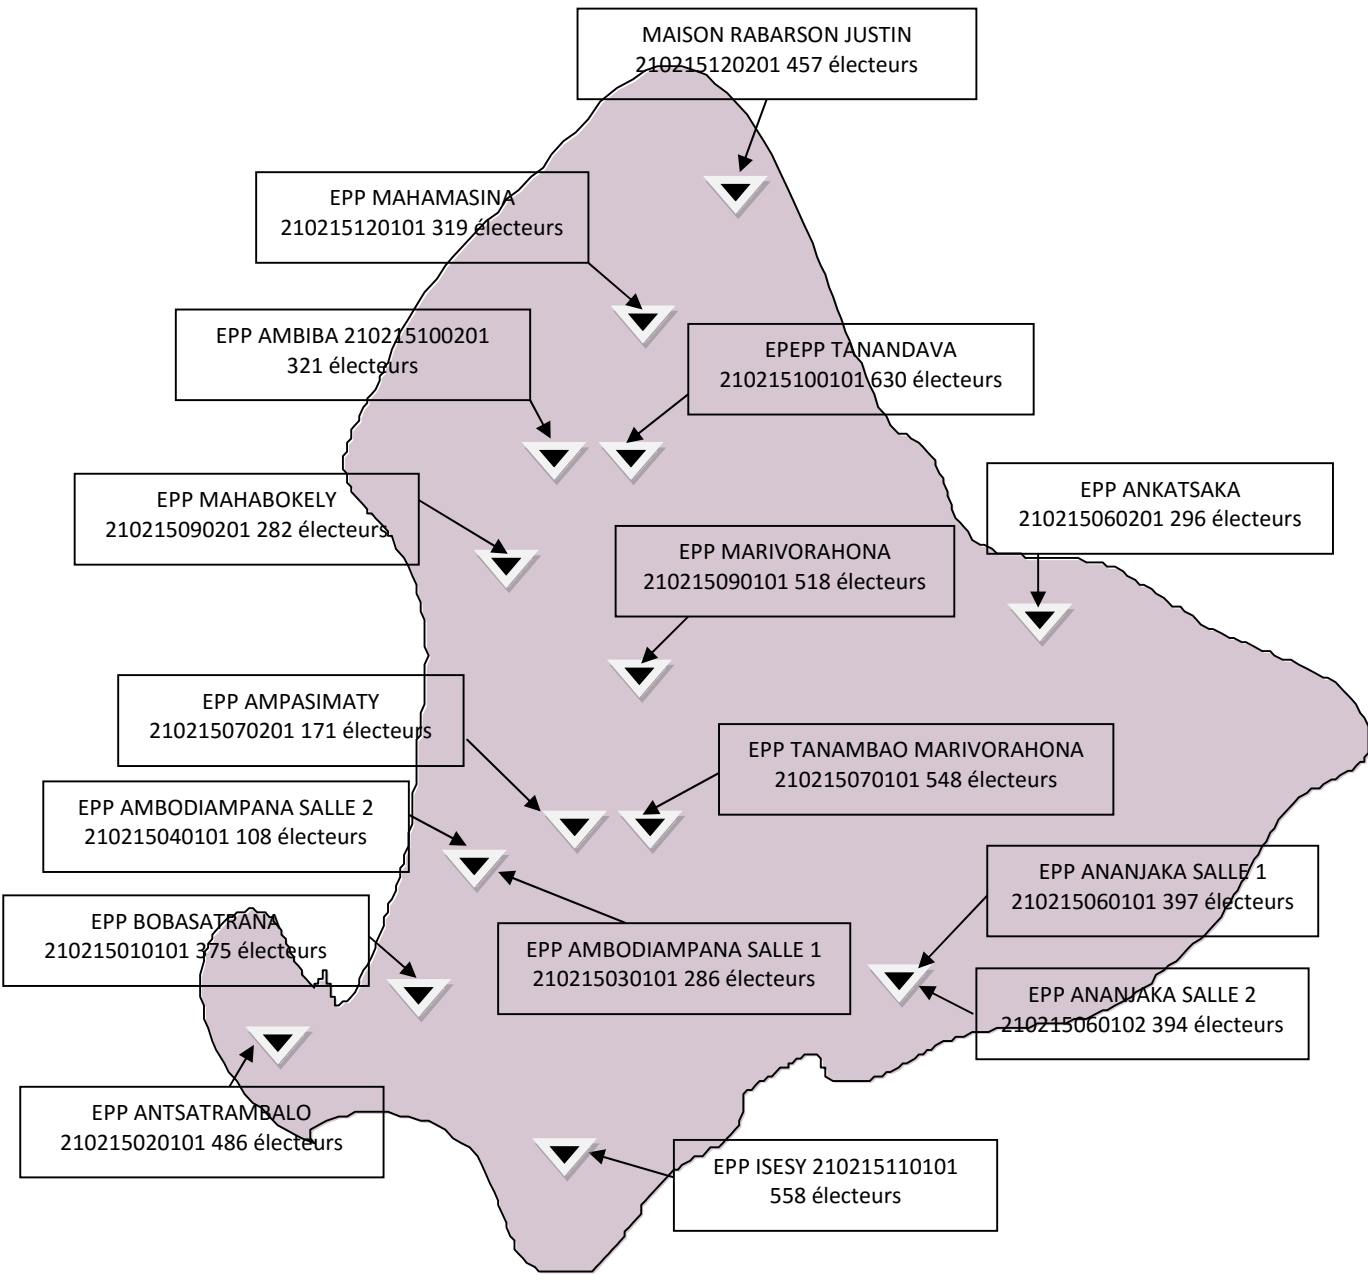 MAISON RABARSON JUSTIN
210215120201 457 électeurs
EPP MAHAMASINA
210215120101 319 électeurs
EPP AMBIBA 210215100201
321 électeurs
EPEPP TANANDAVA
210215100101 630 électeurs
EPP MAHABOKELY
210215090201 282 électeurs
EPP ANKATSAKA
210215060201 296 électeurs
EPP MARIVORAHONA
210215090101 518 électeurs
EPP AMPASIMATY
210215070201 171 électeurs
EPP TANAMBAO MARIVORAHONA
210215070101 548 électeurs
EPP AMBODIAMPANA SALLE 2
210215040101 108 électeurs
EPP ANANJAKA SALLE 1
210215060101 397 électeurs
EPP BOBASATRANA
210215010101 375 électeurs
EPP AMBODIAMPANA SALLE 1
210215030101 286 électeurs
EPP ANANJAKA SALLE 2
210215060102 394 électeurs
EPP ANTSATRAMBALO
210215020101 486 électeurs
EPP ISESY 210215110101
558 électeurs